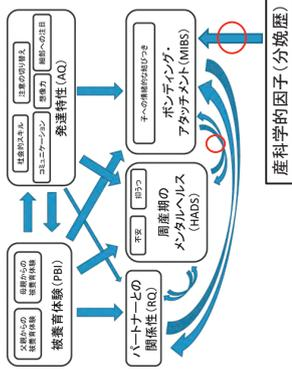 被養育体験(PBI)
父親からの
被養育体験
母親からの
被養育体験
発達特性(AQ)
社会的スキル
注意の切り替え
コミュニケーション
想像力
細部への注目
パートナーとの
関係性(RQ)
周産期の
メンタルヘルス
(HADS)
不安
抑うつ
ボンディング・
アタッチメント(MIBS)
子への情緒的な結びつき
産科学的因子(分娩歴)